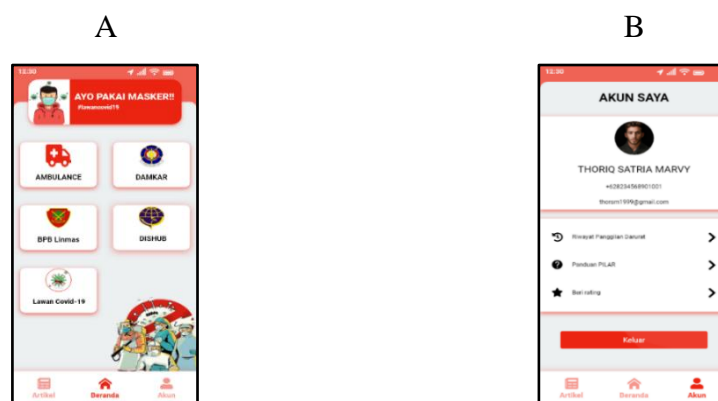 A
B
12:30
AYO PAKAI MASKER!!
#lawancovid19
AMBULANCE
DAMKAR
BPB Linmas
DISHUB
Lawan Covid-19
Artikel
Beranda
Akun
12:30
AKUN SAYA
THORIQ SATRIA MARVY
Riwayat Panggilan Darurat
Panduan PILAR
Beri rating
Keluar
Artikel
Beranda
Akun